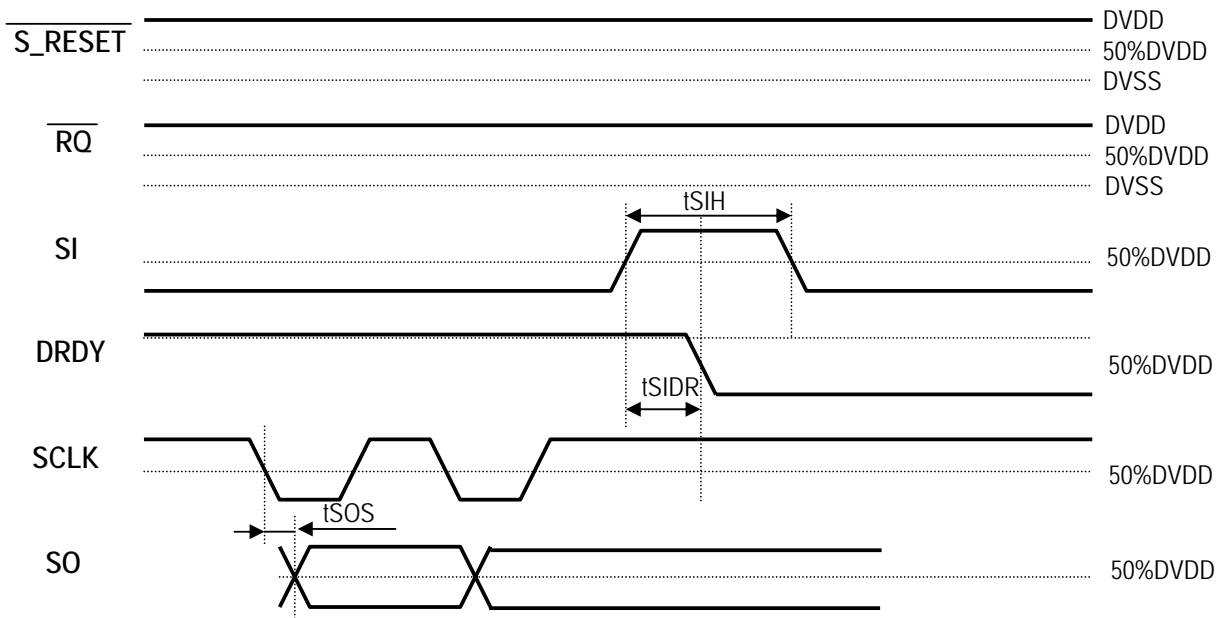 S_RESET
DVDD
50%DVDD
DVSS
RQ
DVDD
50%DVDD
DVSS
tSIH
SI
50%DVDD
DRDY
50%DVDD
tSIDR
SCLK
50%DVDD
tSOS
SO
50%DVDD